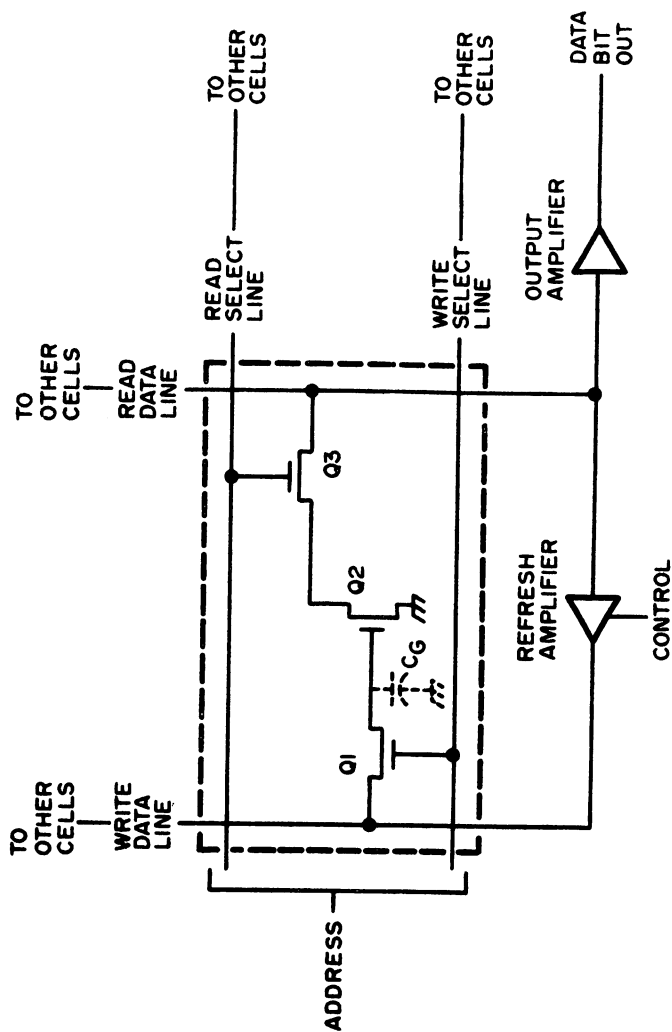 TO
OTHER
CELLS
WRITE
DATA
LINE
TO
OTHER
CELLS
READ
DATA
LINE
READ
SELECT
LINE
TO
OTHER
CELLS
ADDRESS
Q1
CG
Q2
Q3
WRITE
SELECT
LINE
TO
OTHER
CELLS
REFRESH
AMPLIFIER
CONTROL
OUTPUT
AMPLIFIER
DATA
BIT
OUT